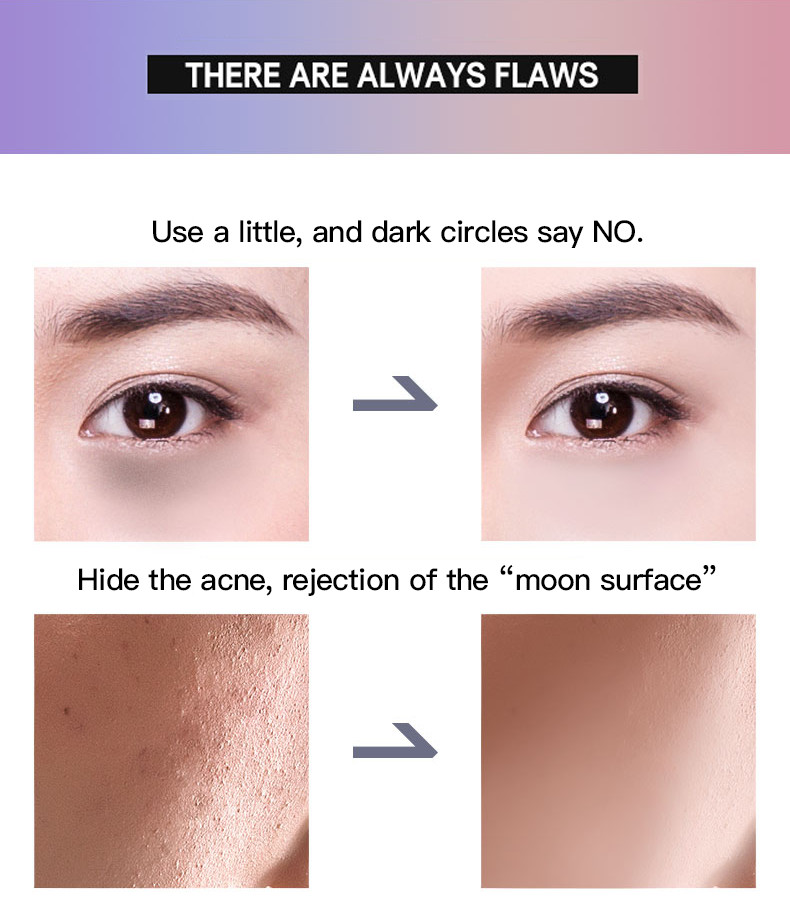 THERE ARE ALWAYS FLAWS
Use a little, and dark circles say NO.
Hide the acne, rejection of the “moon surface”